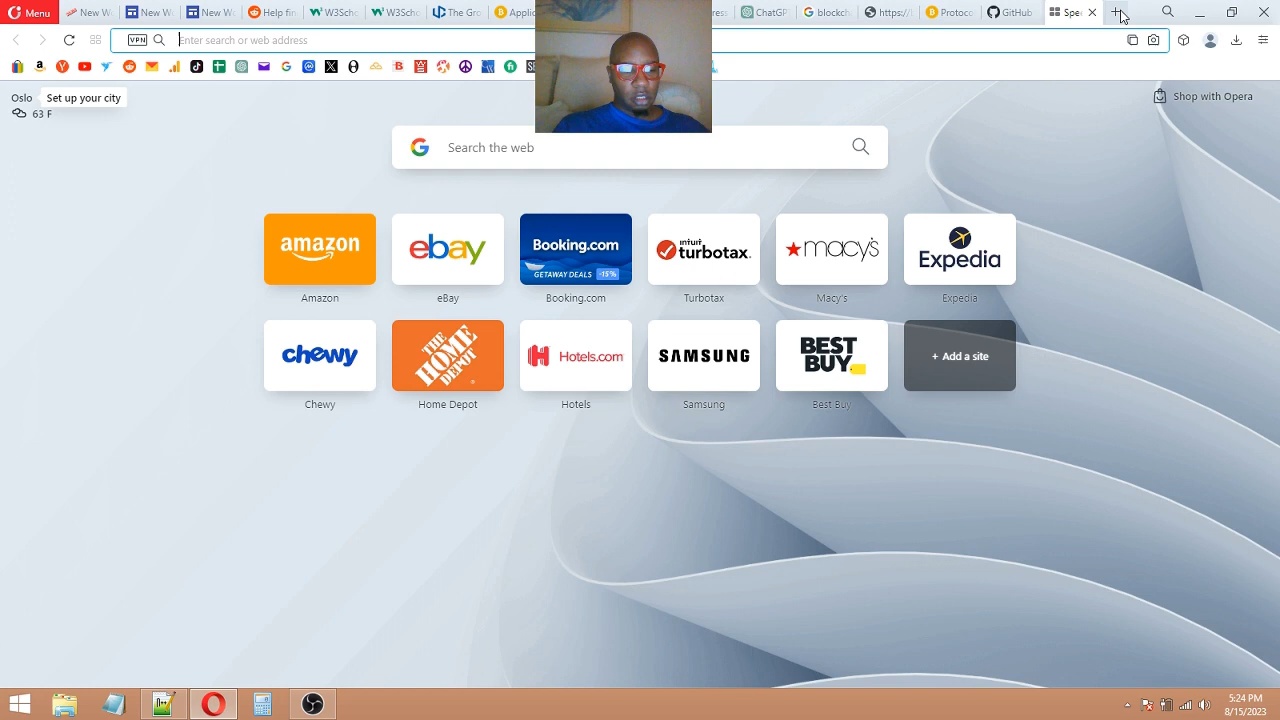 Menu
New W
New W
New W
Help fin
W3Scho
W3Sch
The Gro
Applic
ChatGP
blockch
https://
Protoco
GitHub
Spe
VPN
Enter search or web address
Oslo
Set up your city
63 F
Shop with Opera
Search the web
amazon
ebay
Booking.com
GETAWAY DEALS -15%
intuit
turbotax.
macy's
Expedia
Amazon
eBay
Booking.com
Turbotax
Macy's
Expedia
chewy
THE HOME DEPOT
Hotels.com
SAMSUNG
BEST BUY
+ Add a site
Chewy
Home Depot
Hotels
Samsung
Best Buy
5:24 PM
8/15/2023